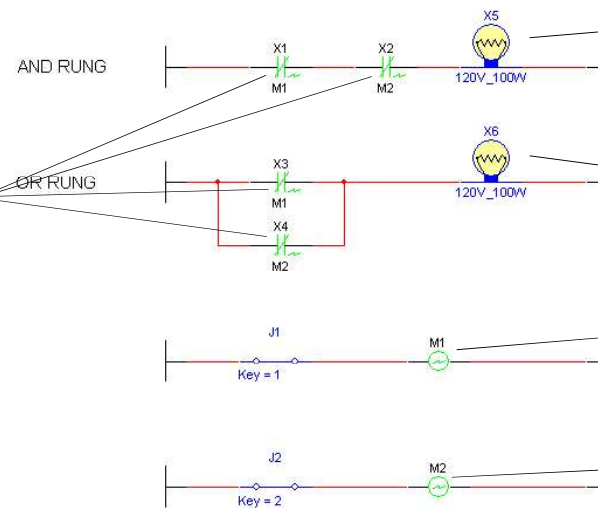 X5
X1
X2
AND RUNG
120V_100W
M1
M2
X6
X3
OR RUNG
120V_100W
M1
X4
M2
J1
M1
Key = 1
J2
M2
Key = 2